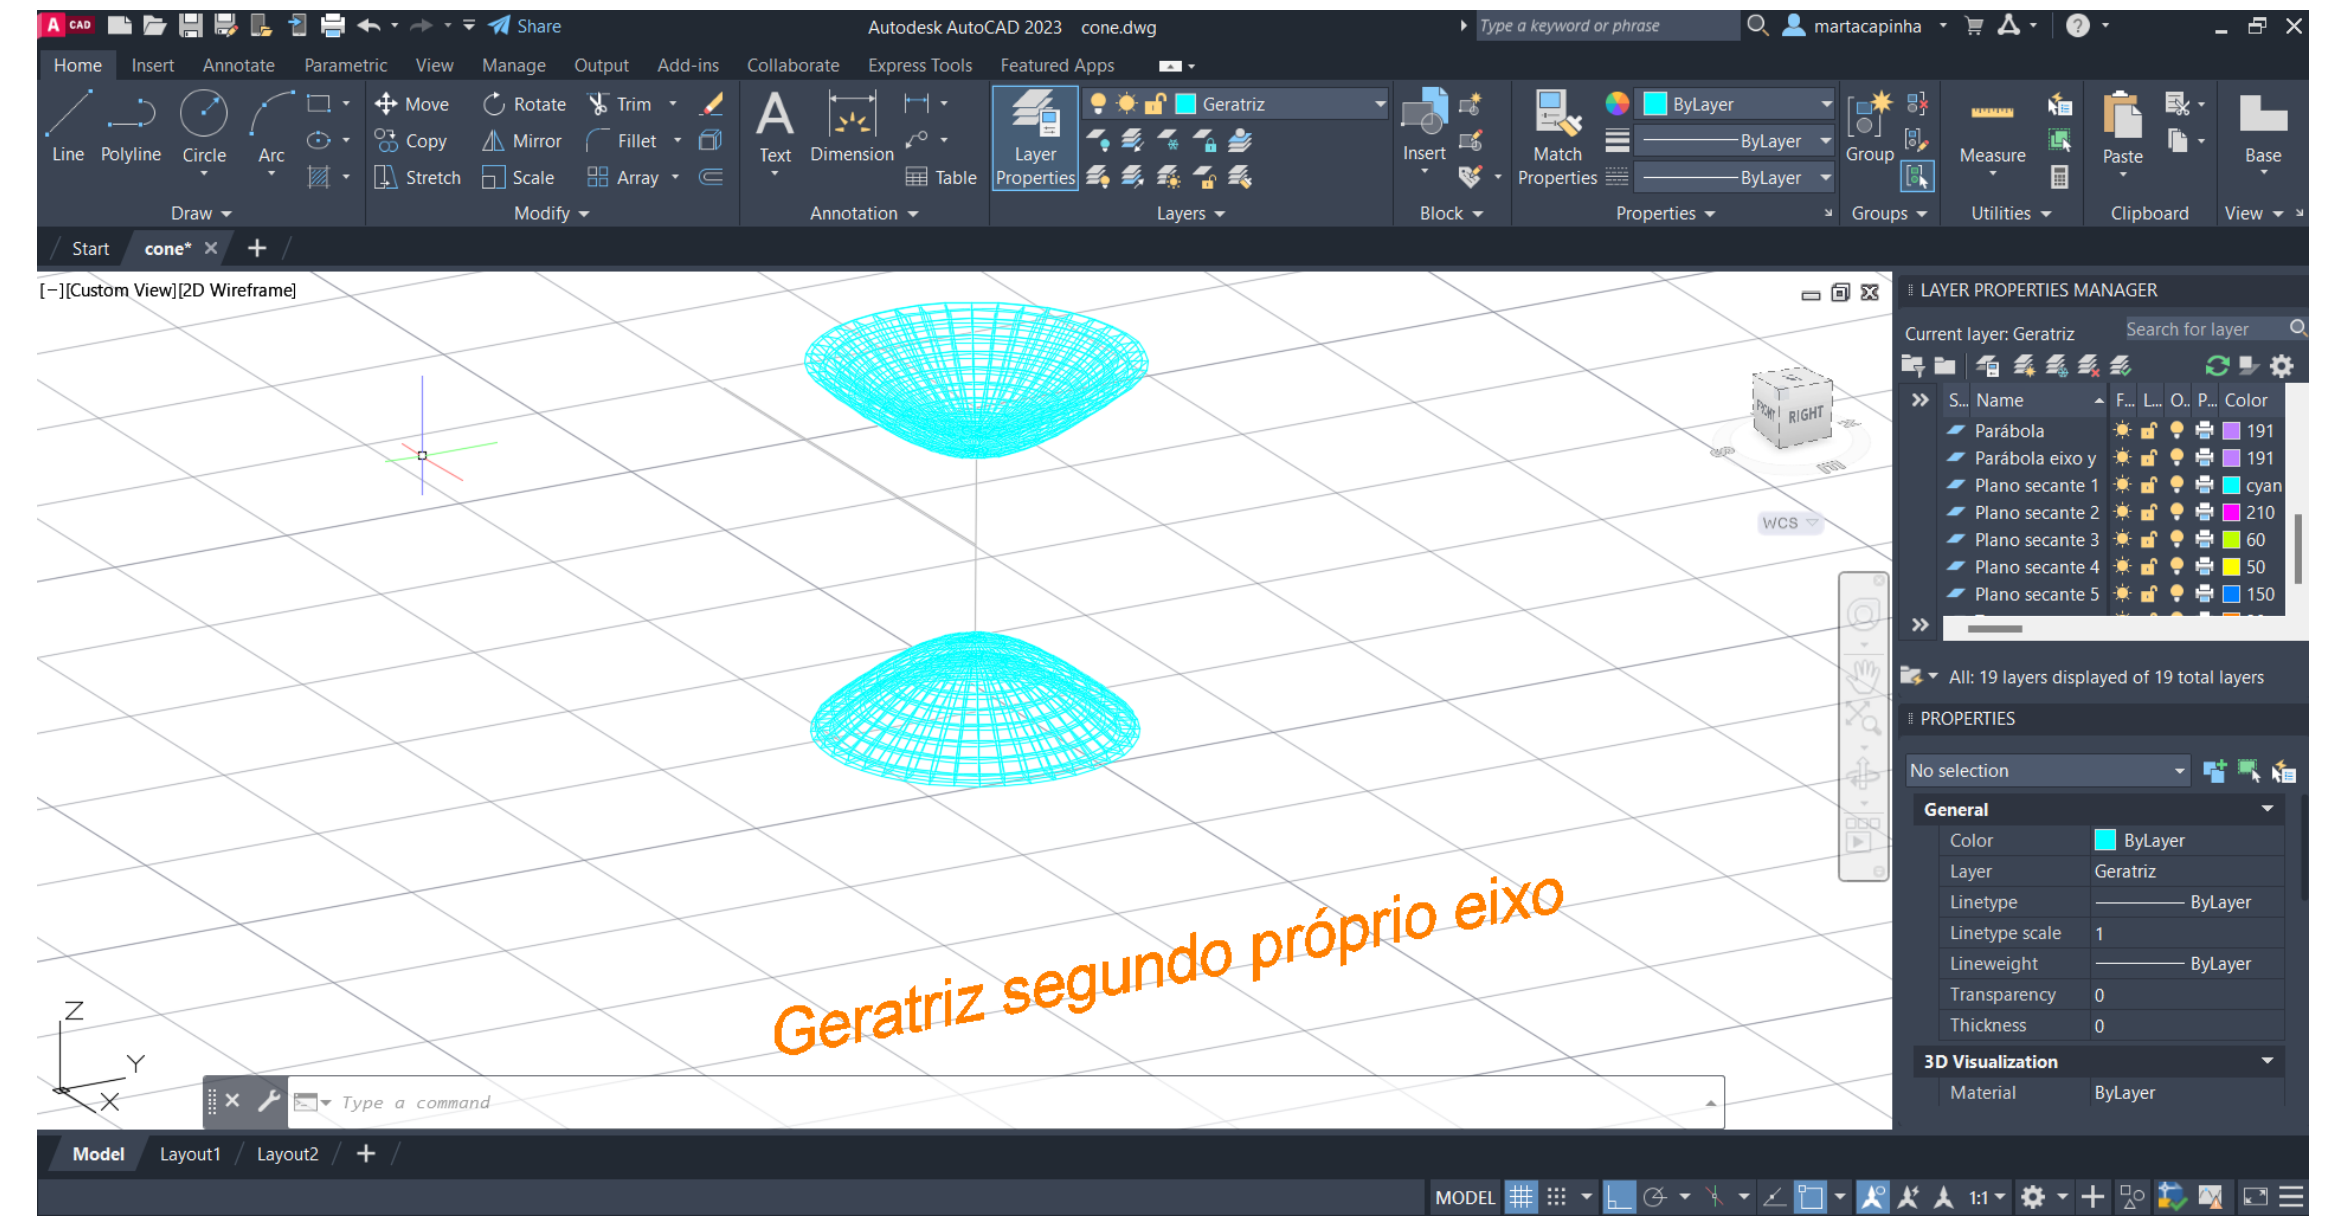 A CAD Share Autodesk AutoCAD 2023 cone.dwg Type a keyword or phrase martacapinha
Home Insert Annotate Parametric View Manage Output Add-ins Collaborate Express Tools Featured Apps
Line Polyline Circle Arc
Move Rotate Trim
Copy Mirror Fillet
Stretch Scale Array
Text Dimension Table
Layer Properties
Geratriz
Insert
Match Properties
ByLayer
ByLayer
ByLayer
Group
Measure
Paste
Base
Draw Modify Annotation Layers Block Properties Groups Utilities Clipboard View
Start cone* +
[−][Custom View][2D Wireframe]
FRONT RIGHT
WCS
Geratriz segundo próprio eixo
Z
Y
X
Type a command
LAYER PROPERTIES MANAGER
Current layer: Geratriz Search for layer
S... Name F... L... O.. P... Color
Parábola 191
Parábola eixo y 191
Plano secante 1 cyan
Plano secante 2 210
Plano secante 3 60
Plano secante 4 50
Plano secante 5 150
All: 19 layers displayed of 19 total layers
PROPERTIES
No selection
General
Color ByLayer
Layer Geratriz
Linetype ByLayer
Linetype scale 1
Lineweight ByLayer
Transparency 0
Thickness 0
3D Visualization
Material ByLayer
Model Layout1 Layout2 +
MODEL 1:1